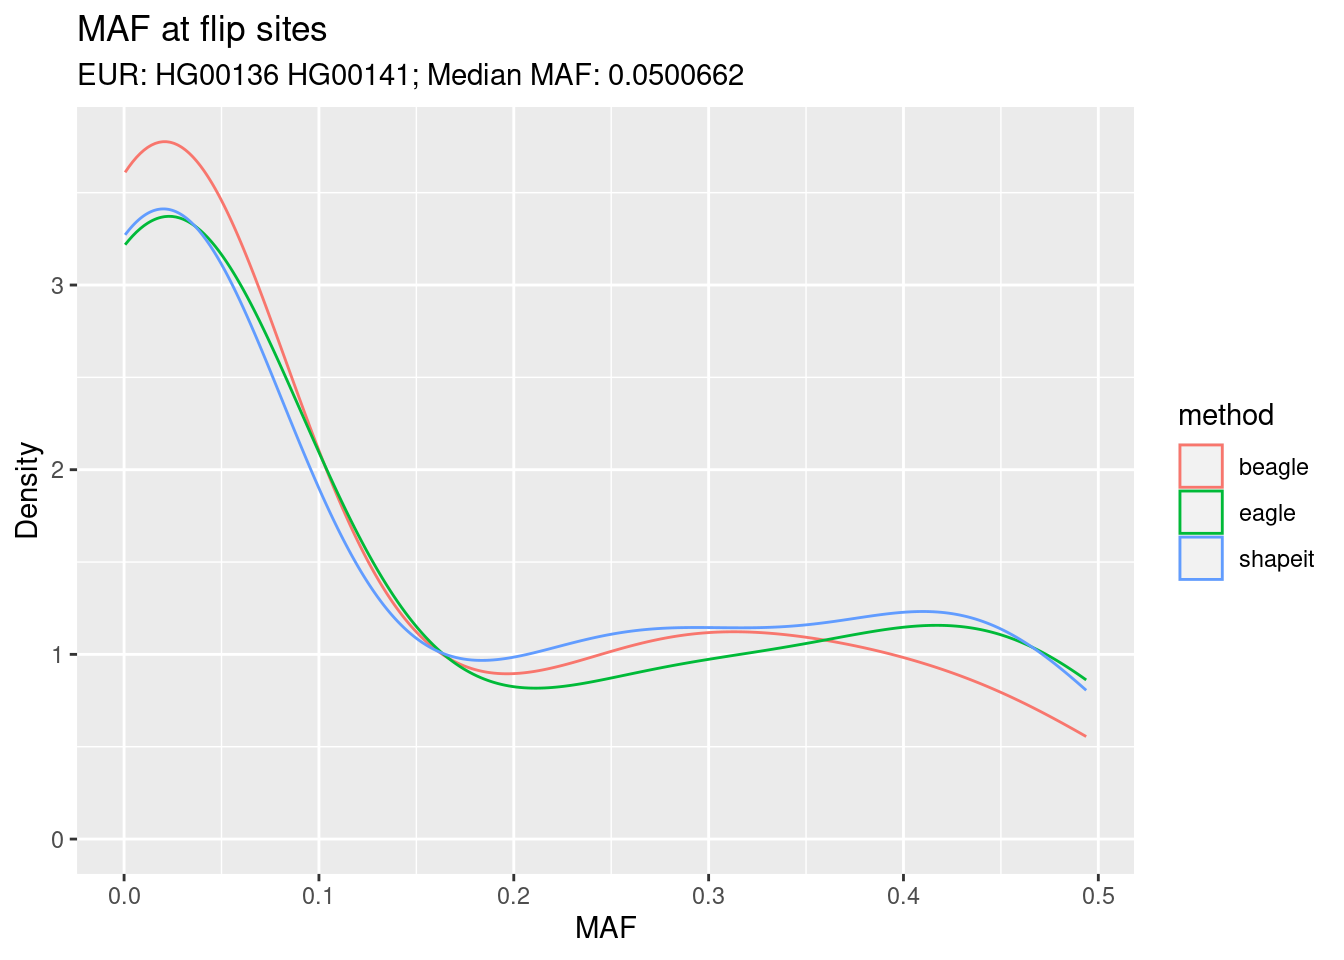 MAF at flip sites
EUR: HG00136 HG00141; Median MAF: 0.0500662
Density
3
2
1
0
0.0 0.1 0.2 0.3 0.4 0.5
MAF
method
beagle
eagle
shapeit